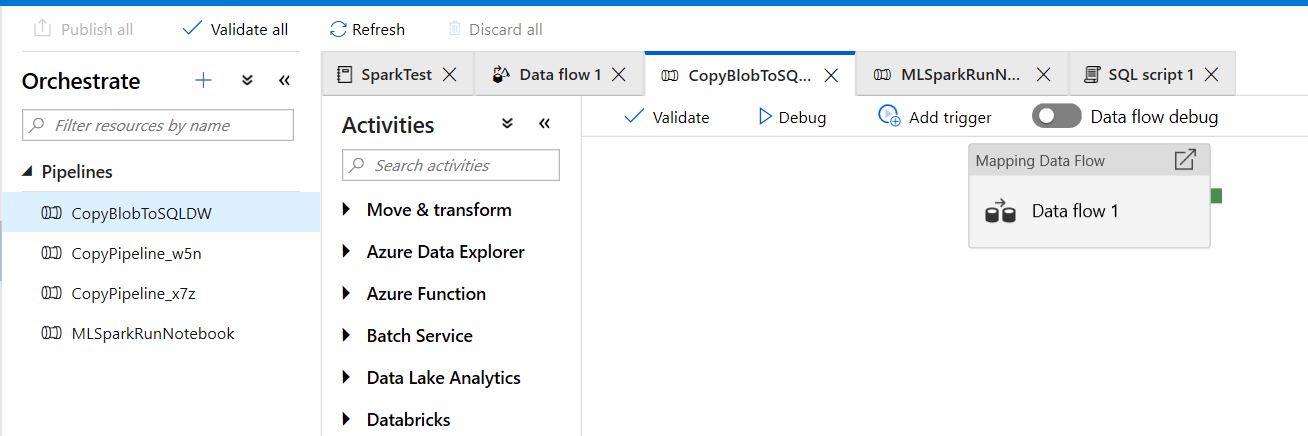 Publish all Validate all Refresh Discard all
Orchestrate
Filter resources by name
Pipelines
CopyBlobToSQLDW
CopyPipeline_w5n
CopyPipeline_x7z
MLSparkRunNotebook
SparkTest Data flow 1 CopyBlobToSQ... MLSparkRunN... SQL script 1
Activities
Search activities
Move & transform
Azure Data Explorer
Azure Function
Batch Service
Data Lake Analytics
Databricks
Validate Debug Add trigger Data flow debug
Mapping Data Flow
Data flow 1